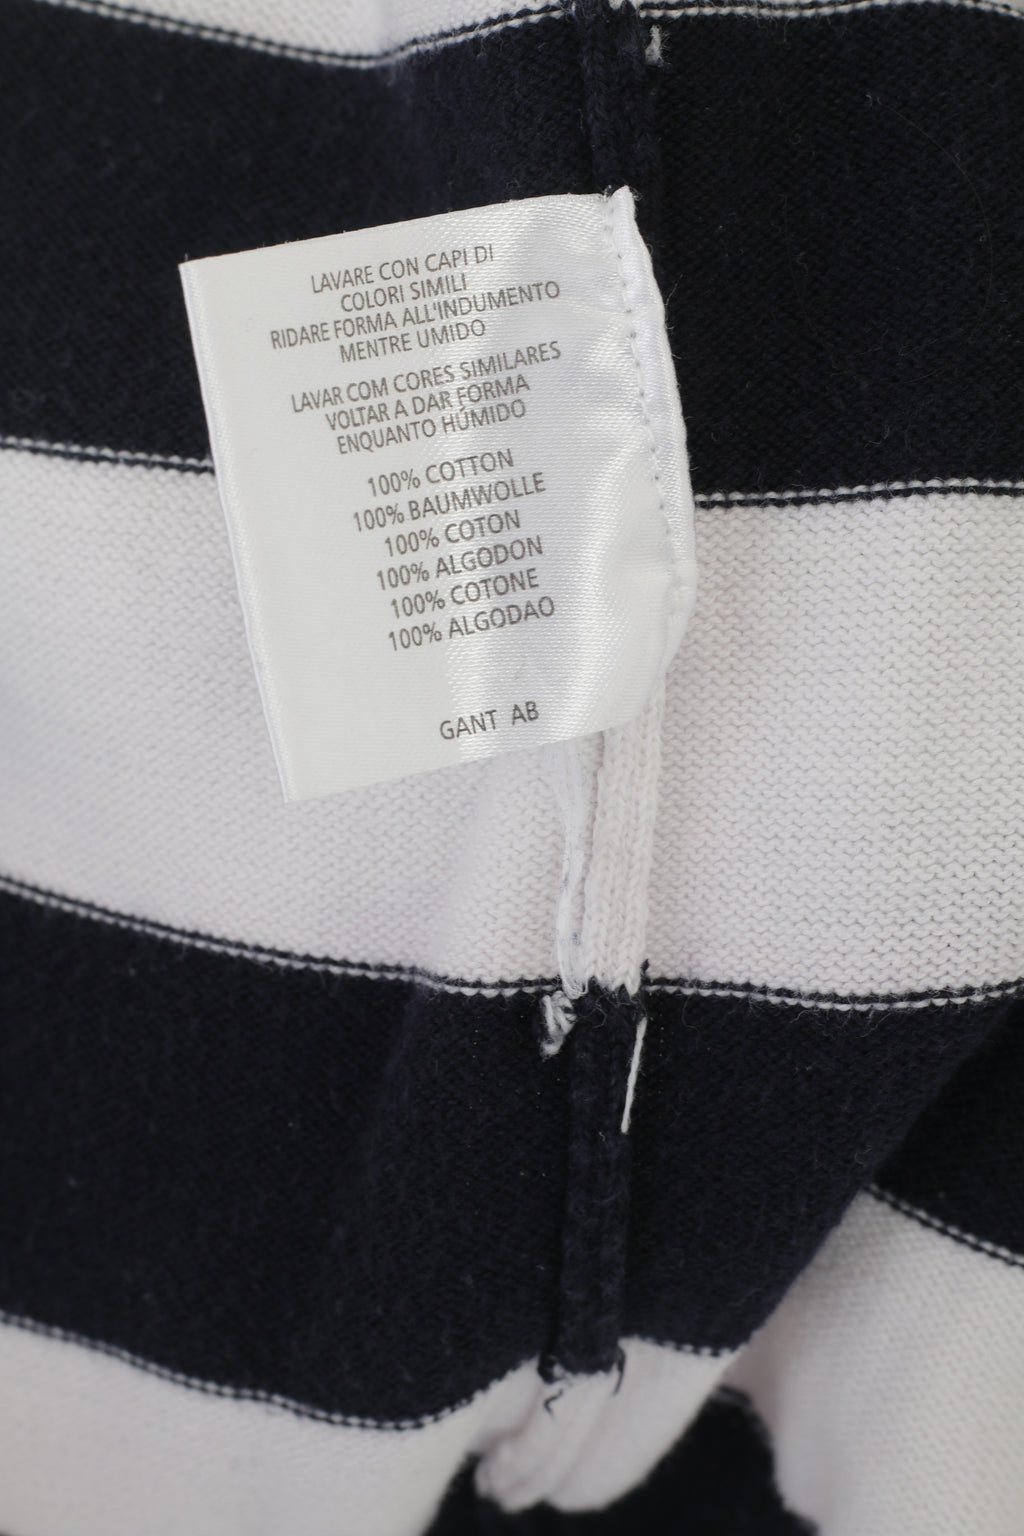 LAVARE CON CAPI DI
COLORI SIMILI
RIDARE FORMA ALL'INDUMENTO
MENTRE UMIDO
LAVAR COM CORES SIMILARES
VOLTAR A DAR FORMA
ENQUANTO HÚMIDO
100% COTTON
100% BAUMWOLLE
100% COTON
100% ALGODON
100% COTONE
100% ALGODAO
GANT AB